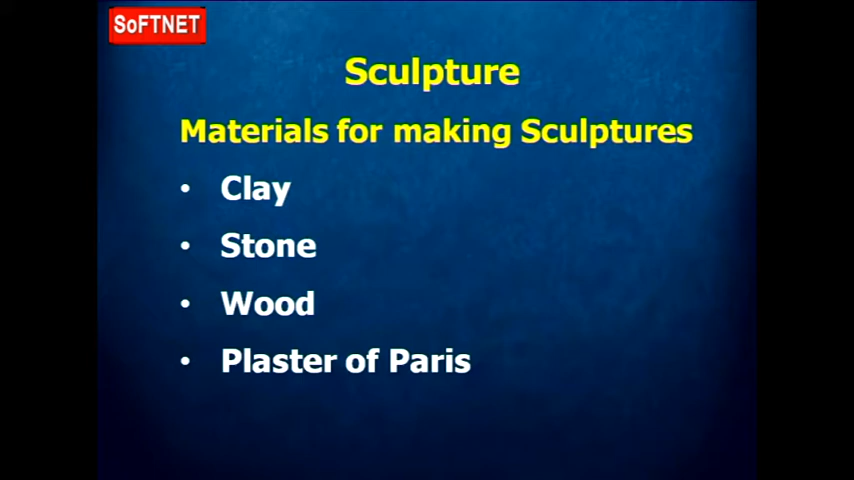 SoFTNET
Sculpture
Materials for making Sculptures
• Clay
• Stone
• Wood
• Plaster of Paris